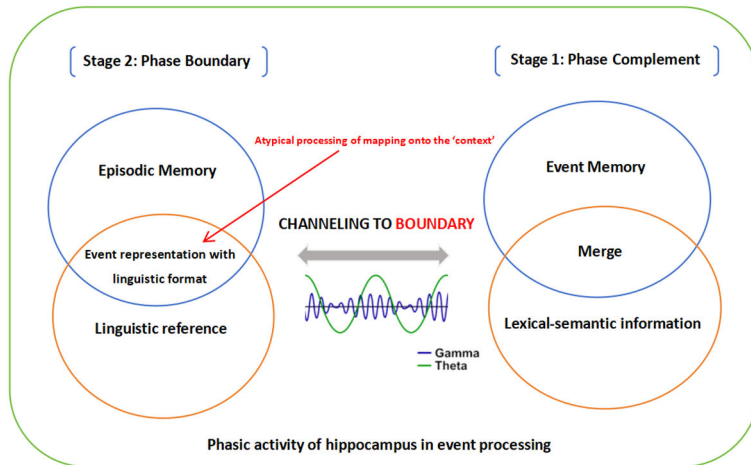 Stage 2: Phase Boundary
Stage 1: Phase Complement
Atypical processing of mapping onto the ‘context’
Episodic Memory
Event Memory
CHANNELING TO BOUNDARY
Event representation with
linguistic format
Merge
Linguistic reference
Lexical-semantic information
Gamma
Theta
Phasic activity of hippocampus in event processing